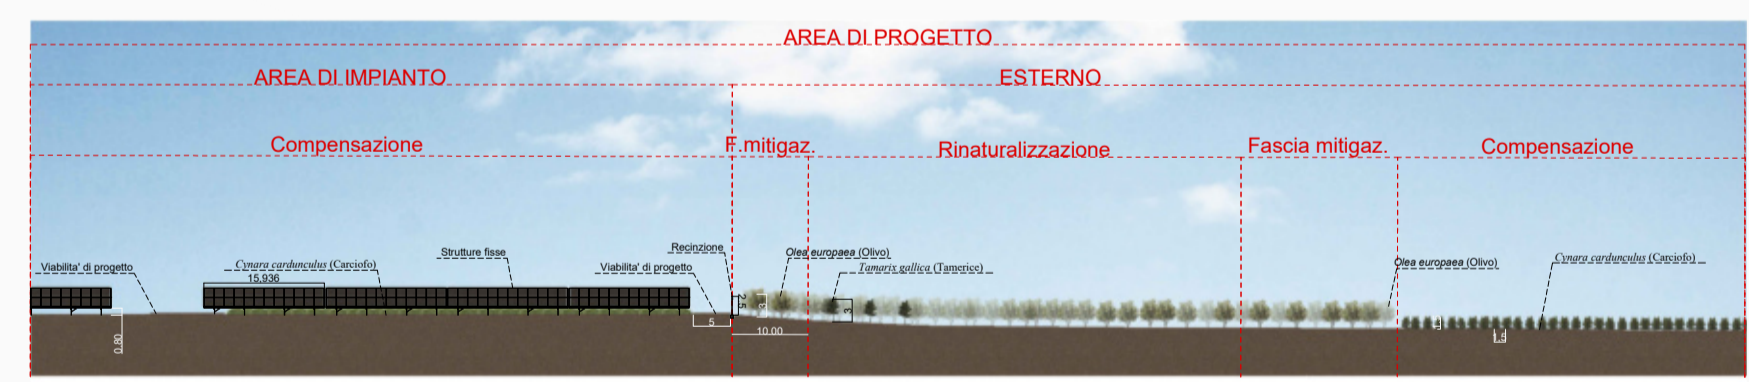 AREA DI PROGETTO
AREA DI IMPIANTO
ESTERNO
Compensazione
F.mitigaz.
Rinaturalizzazione
Fascia mitigaz.
Compensazione
Viabilita' di progetto
Cynara cardunculus (Carciofo)
15,936
Strutture fisse
Viabilita' di progetto
Recinzione
Olea europaea (Olivo)
Tamarix gallica (Tamerice)
Olea europaea (Olivo)
Cynara cardunculus (Carciofo)
0.80
5
2.5
3
10.00
3
1.5